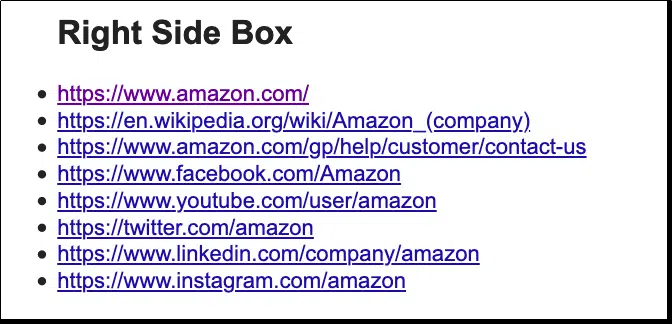 Right Side Box
https://www.amazon.com/
https://en.wikipedia.org/wiki/Amazon_(company)
https://www.amazon.com/gp/help/customer/contact-us
https://www.facebook.com/Amazon
https://www.youtube.com/user/amazon
https://twitter.com/amazon
https://www.linkedin.com/company/amazon
https://www.instagram.com/amazon